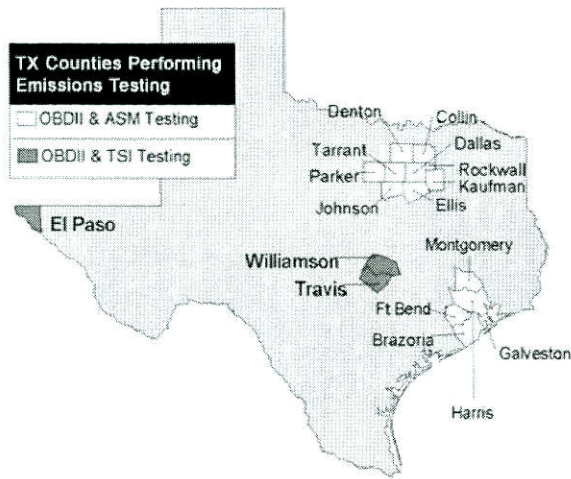 TX Counties Performing
Emissions Testing
OBDII & ASM Testing
OBDII & TSI Testing
Denton
Collin
Tarrant
Dallas
Parker
Rockwall
Kaufman
Johnson
Ellis
El Paso
Montgomery
Williamson
Travis
Ft Bend
Brazoria
Galveston
Harris